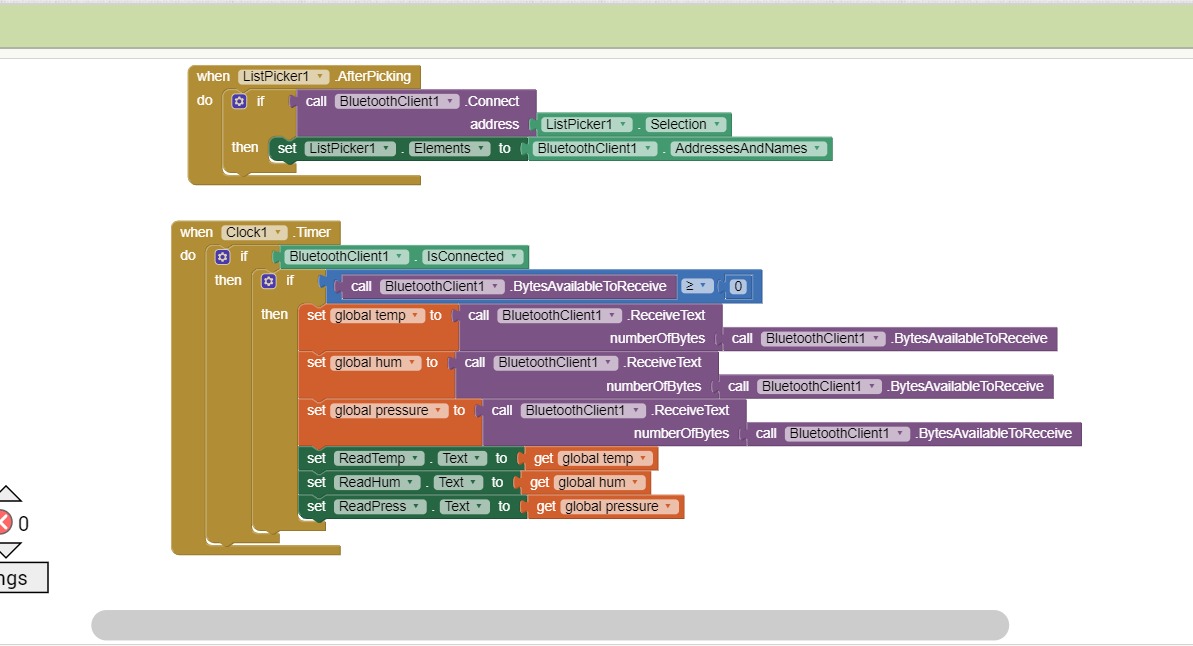 when ListPicker1 .AfterPicking
do if call BluetoothClient1 .Connect
address ListPicker1 . Selection
then set ListPicker1 . Elements to BluetoothClient1 . AddressesAndNames
when Clock1 .Timer
do if BluetoothClient1 . IsConnected
then if call BluetoothClient1 .BytesAvailableToReceive ≥ 0
then set global temp to call BluetoothClient1 .ReceiveText
numberOfBytes call BluetoothClient1 .BytesAvailableToReceive
set global hum to call BluetoothClient1 .ReceiveText
numberOfBytes call BluetoothClient1 .BytesAvailableToReceive
set global pressure to call BluetoothClient1 .ReceiveText
numberOfBytes call BluetoothClient1 .BytesAvailableToReceive
set ReadTemp . Text to get global temp
set ReadHum . Text to get global hum
set ReadPress . Text to get global pressure
0
ngs